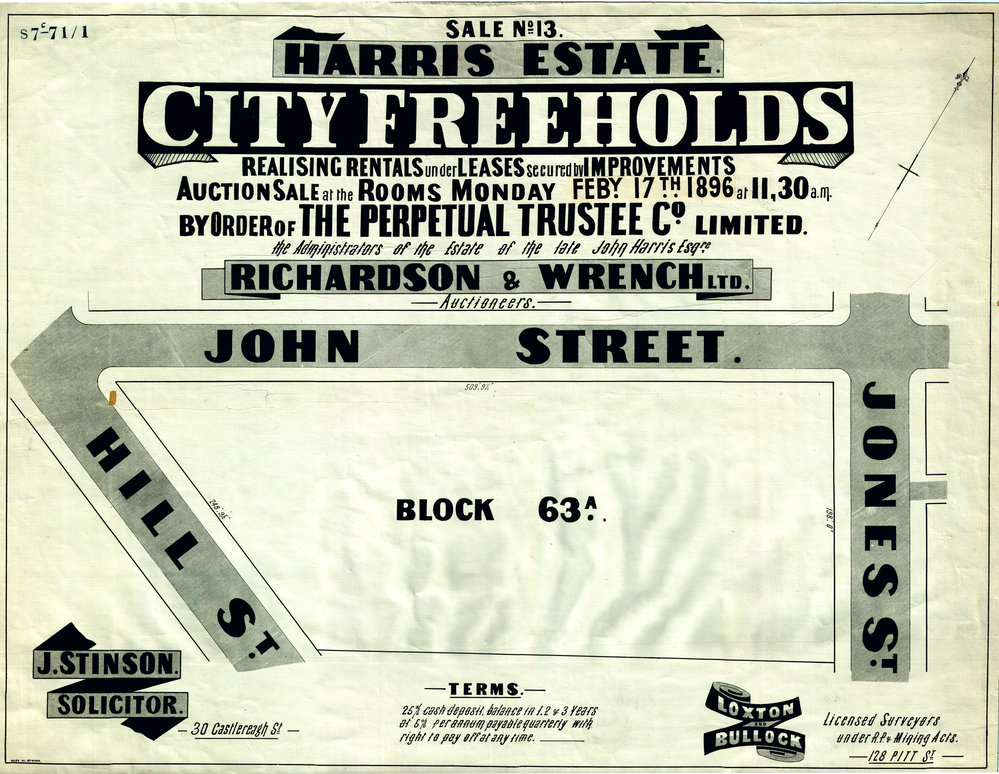 S7c-71/1
SALE No 13.
HARRIS ESTATE.
CITY FREEHOLDS
REALISING RENTALS under LEASES secured by IMPROVEMENTS
AUCTION SALE at the ROOMS MONDAY FEBY 17TH 1896 at 11,30 a.m.
BY ORDER OF THE PERPETUAL TRUSTEE Co LIMITED.
the Administrators of the Estate of the late John Harris Esqre
RICHARDSON & WRENCH LTD.
Auctioneers.
JOHN STREET.
509.9¼
HILL ST.
BLOCK 63A.
198.0
JONES ST.
J. STINSON.
SOLICITOR.
30 Castlereagh St
TERMS.
25% cash deposit, balance in 1.2 & 3 Years
at 5% per annum payable quarterly with
right to pay off at any time.
LOXTON
AND
BULLOCK
Licensed Surveyors
under R.P. & Mining Acts.
128 PITT ST